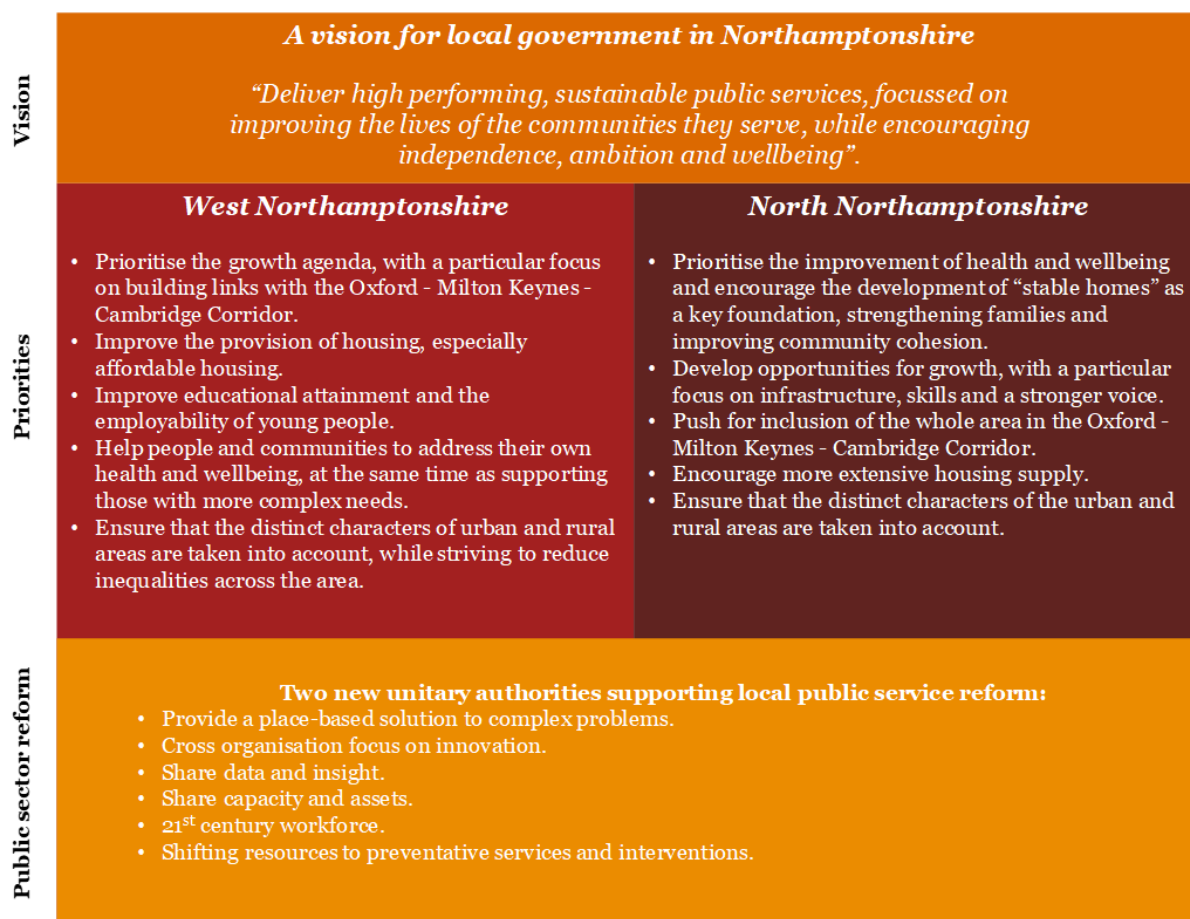 Vision
A vision for local government in Northamptonshire
“Deliver high performing, sustainable public services, focussed on
improving the lives of the communities they serve, while encouraging
independence, ambition and wellbeing”.
Priorities
West Northamptonshire
• Prioritise the growth agenda, with a particular focus
on building links with the Oxford - Milton Keynes -
Cambridge Corridor.
• Improve the provision of housing, especially
affordable housing.
• Improve educational attainment and the
employability of young people.
• Help people and communities to address their own
health and wellbeing, at the same time as supporting
those with more complex needs.
• Ensure that the distinct characters of urban and rural
areas are taken into account, while striving to reduce
inequalities across the area.
North Northamptonshire
• Prioritise the improvement of health and wellbeing
and encourage the development of “stable homes” as
a key foundation, strengthening families and
improving community cohesion.
• Develop opportunities for growth, with a particular
focus on infrastructure, skills and a stronger voice.
• Push for inclusion of the whole area in the Oxford -
Milton Keynes - Cambridge Corridor.
• Encourage more extensive housing supply.
• Ensure that the distinct characters of the urban and
rural areas are taken into account.
Public sector reform
Two new unitary authorities supporting local public service reform:
• Provide a place-based solution to complex problems.
• Cross organisation focus on innovation.
• Share data and insight.
• Share capacity and assets.
• 21st century workforce.
• Shifting resources to preventative services and interventions.